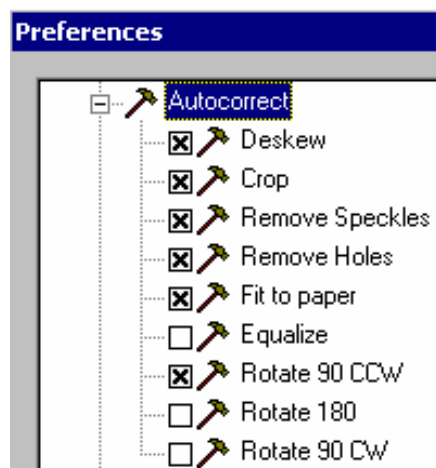 Preferences
Autocorrect
Deskew
Crop
Remove Speckles
Remove Holes
Fit to paper
Equalize
Rotate 90 CCW
Rotate 180
Rotate 90 CW